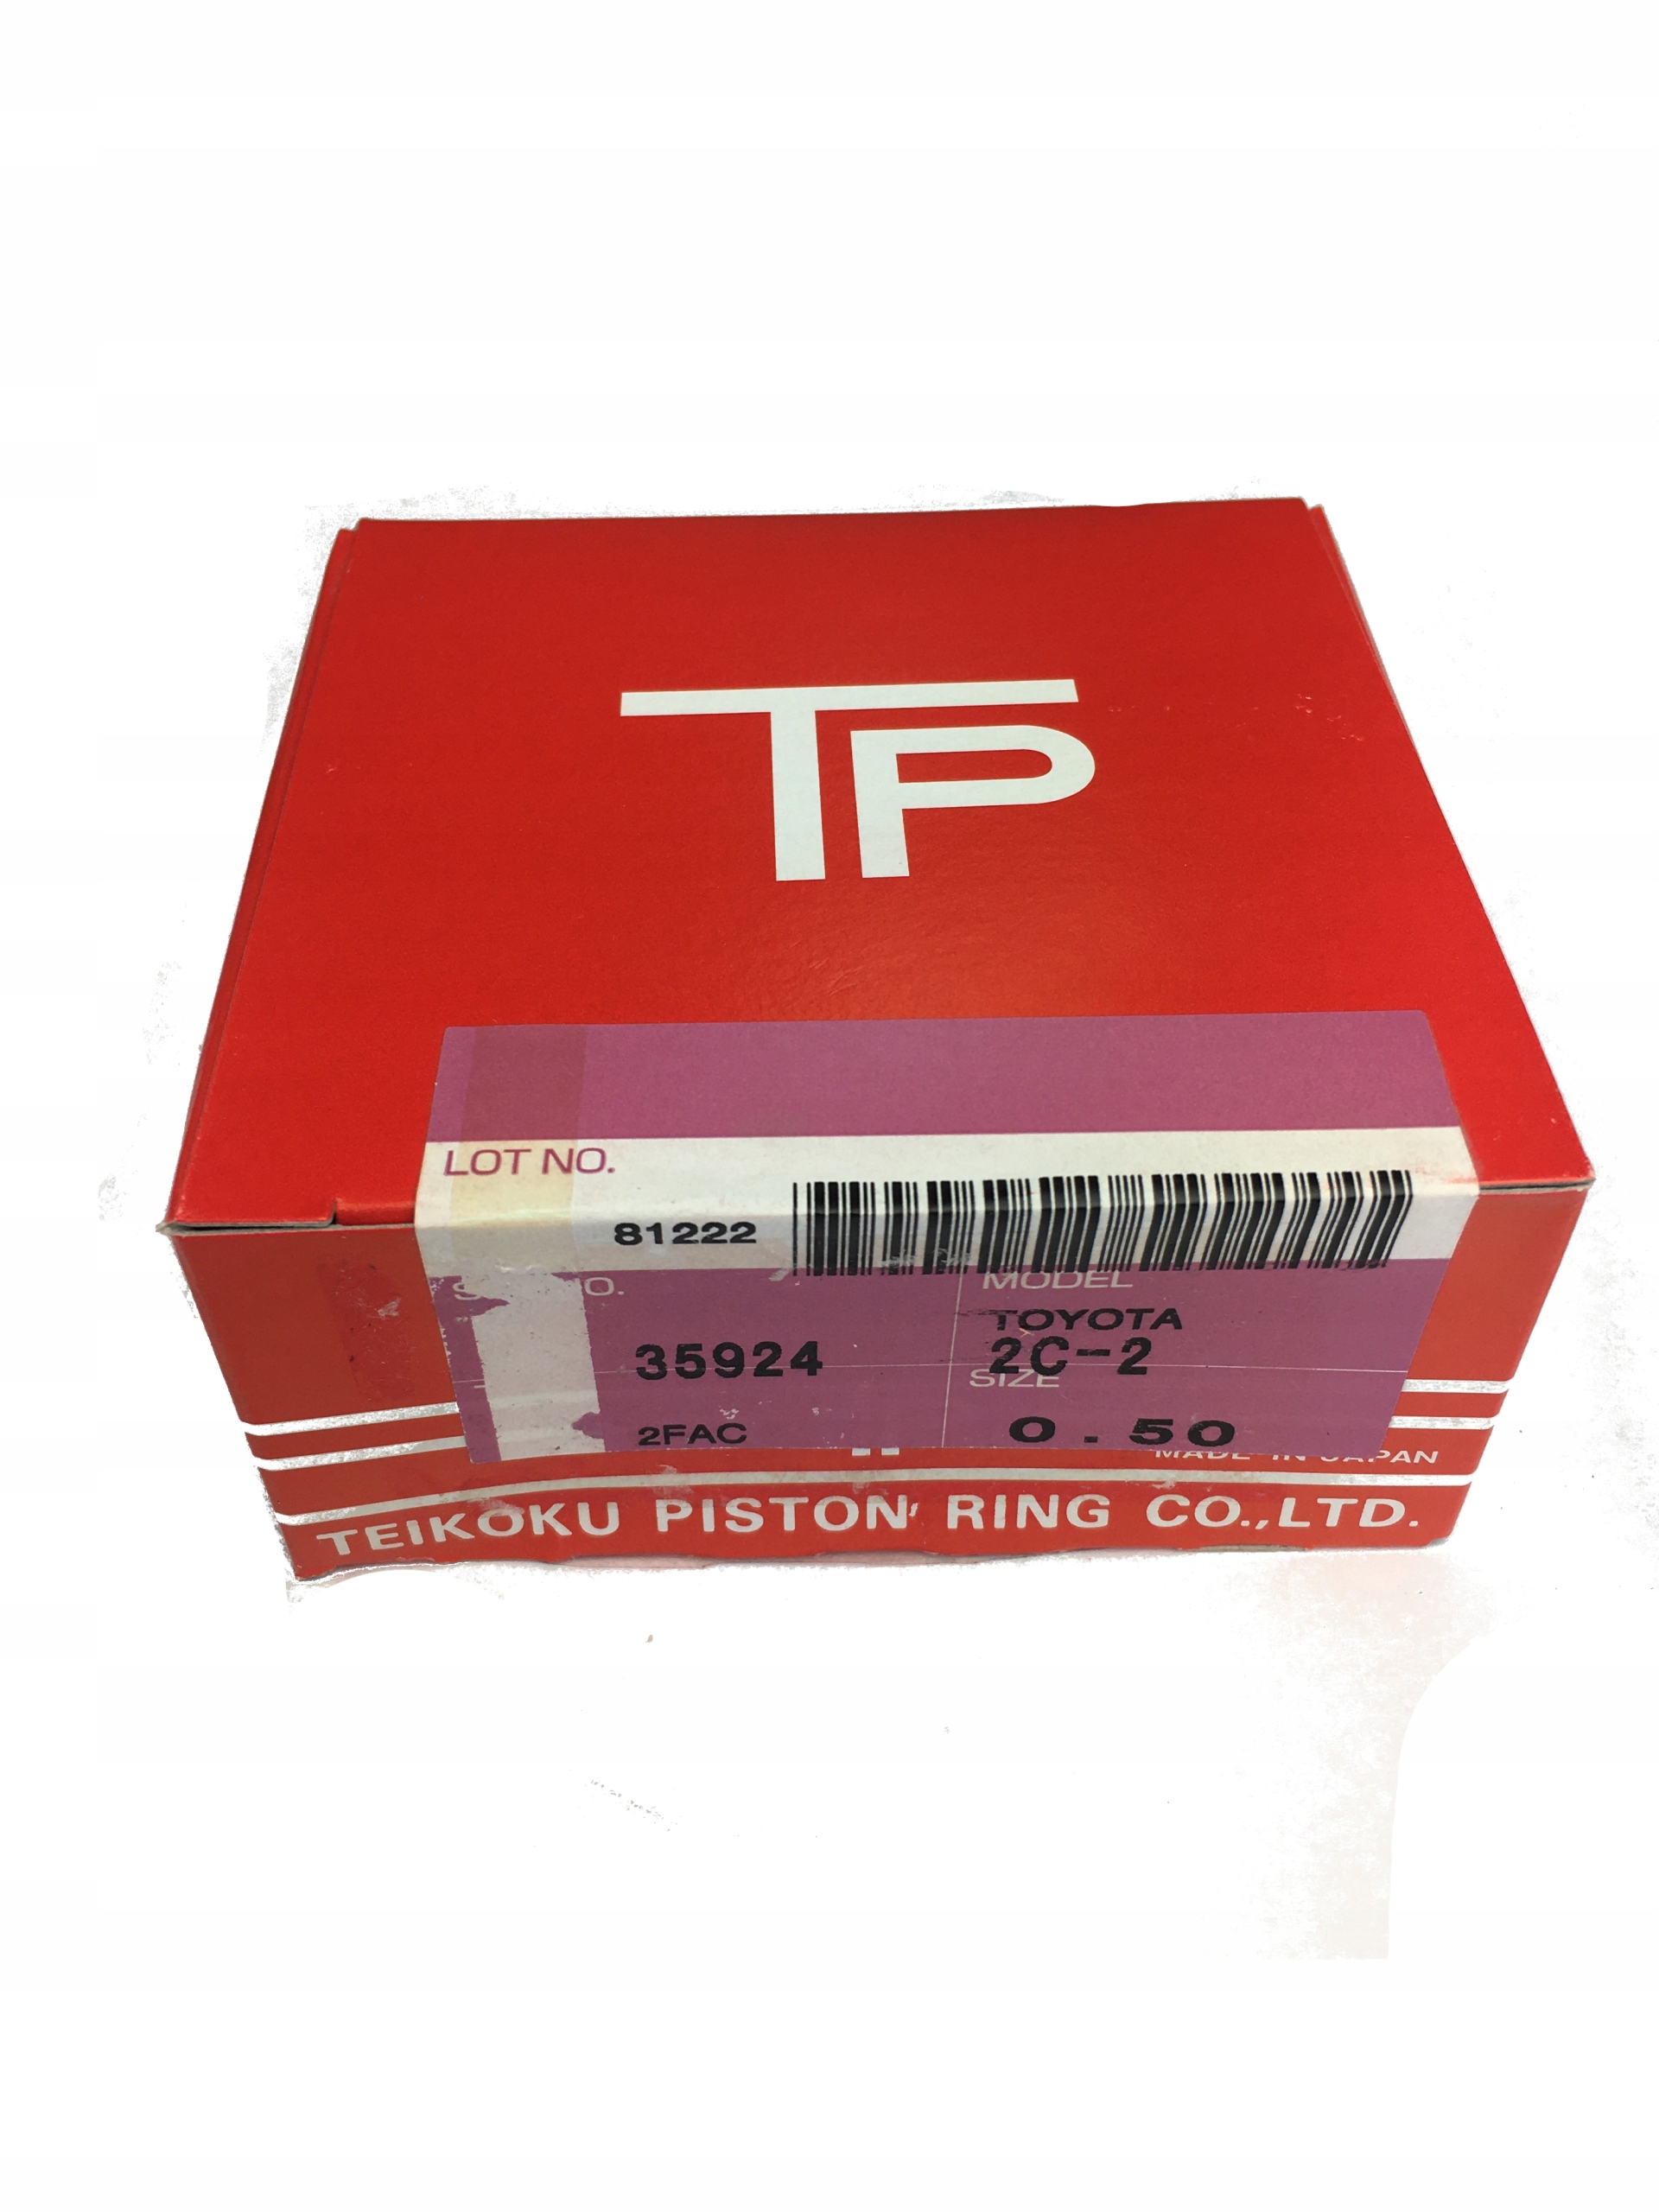 TP
LOT NO.
81222
MODEL
TOYOTA
35924
2C-2
SIZE
2FAC
0.50
MADE IN JAPAN
TEIKOKU PISTON RING CO.,LTD.